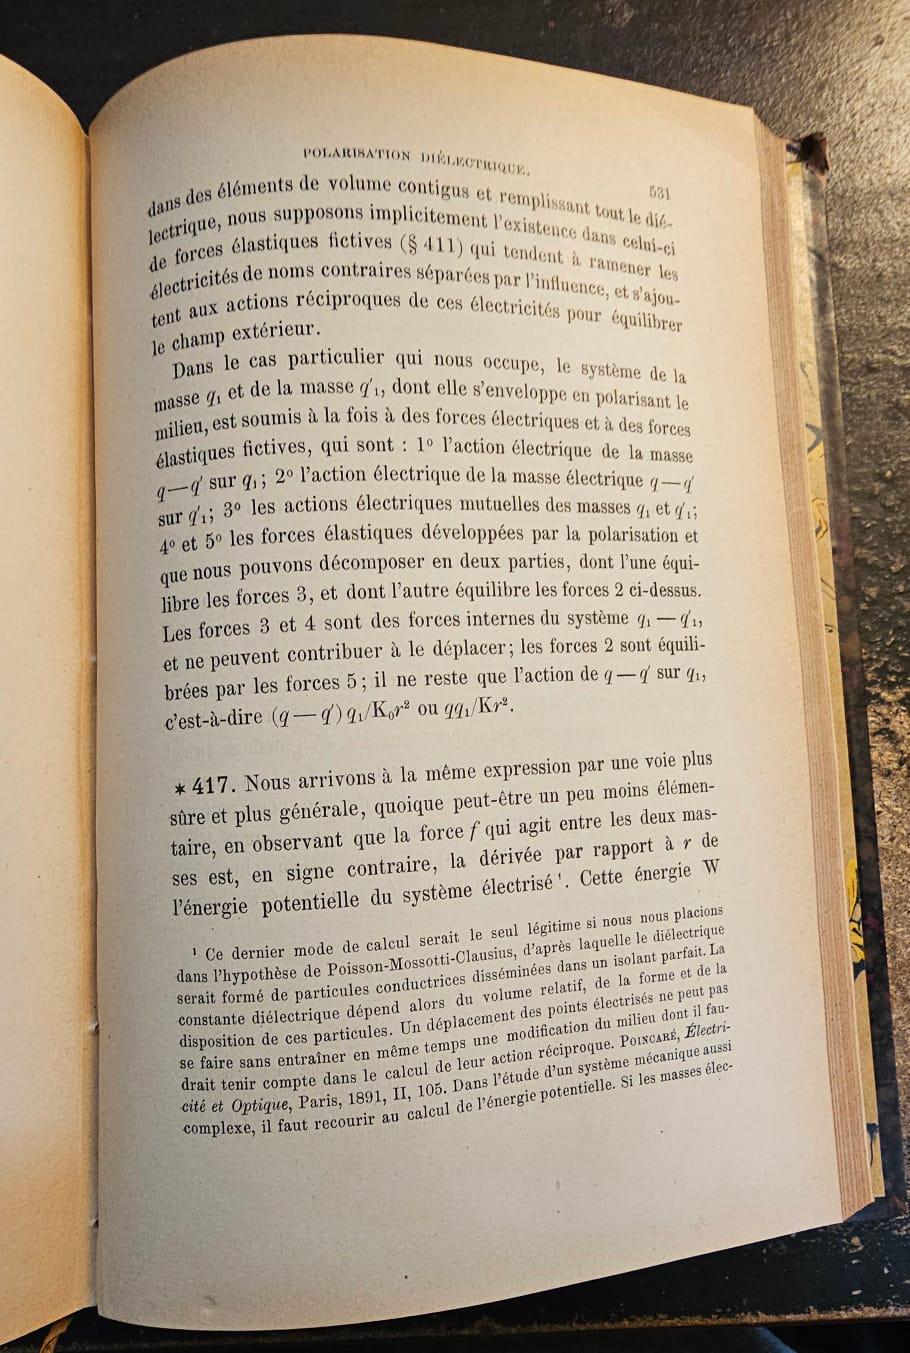 POLARISATION DIÉLECTRIQUE. 531
dans des éléments de volume contigus et remplissant tout le dié-
lectrique, nous supposons implicitement l'existence dans celui-ci
de forces élastiques fictives (§ 411) qui tendent à ramener les
électricités de noms contraires séparées par l'influence, et s'ajou-
tent aux actions réciproques de ces électricités pour équilibrer
le champ extérieur.
Dans le cas particulier qui nous occupe, le système de la
masse q₁ et de la masse q'₁, dont elle s'enveloppe en polarisant le
milieu, est soumis à la fois à des forces électriques et à des forces
élastiques fictives, qui sont : 1° l'action électrique de la masse
q — q' sur q₁; 2° l'action électrique de la masse électrique q — q'
sur q'₁; 3° les actions électriques mutuelles des masses q₁ et q'₁;
4° et 5° les forces élastiques développées par la polarisation et
que nous pouvons décomposer en deux parties, dont l'une équi-
libre les forces 3, et dont l'autre équilibre les forces 2 ci-dessus.
Les forces 3 et 4 sont des forces internes du système q₁ — q'₁,
et ne peuvent contribuer à le déplacer; les forces 2 sont équili-
brées par les forces 5; il ne reste que l'action de q — q' sur q₁,
c'est-à-dire (q — q') q₁/K₀r² ou qq₁/Kr².
* 417. Nous arrivons à la même expression par une voie plus
sûre et plus générale, quoique peut-être un peu moins élémen-
taire, en observant que la force f qui agit entre les deux mas-
ses est, en signe contraire, la dérivée par rapport à r de
l'énergie potentielle du système électrisé ¹. Cette énergie W
¹ Ce dernier mode de calcul serait le seul légitime si nous nous placions
dans l'hypothèse de Poisson-Mossotti-Clausius, d'après laquelle le diélectrique
serait formé de particules conductrices disséminées dans un isolant parfait. La
constante diélectrique dépend alors du volume relatif, de la forme et de la
disposition de ces particules. Un déplacement des points électrisés ne peut pas
se faire sans entraîner en même temps une modification du milieu dont il fau-
drait tenir compte dans le calcul de leur action réciproque. POINCARÉ, Électri-
cité et Optique, Paris, 1891, II, 105. Dans l'étude d'un système mécanique aussi
complexe, il faut recourir au calcul de l'énergie potentielle. Si les masses élec-